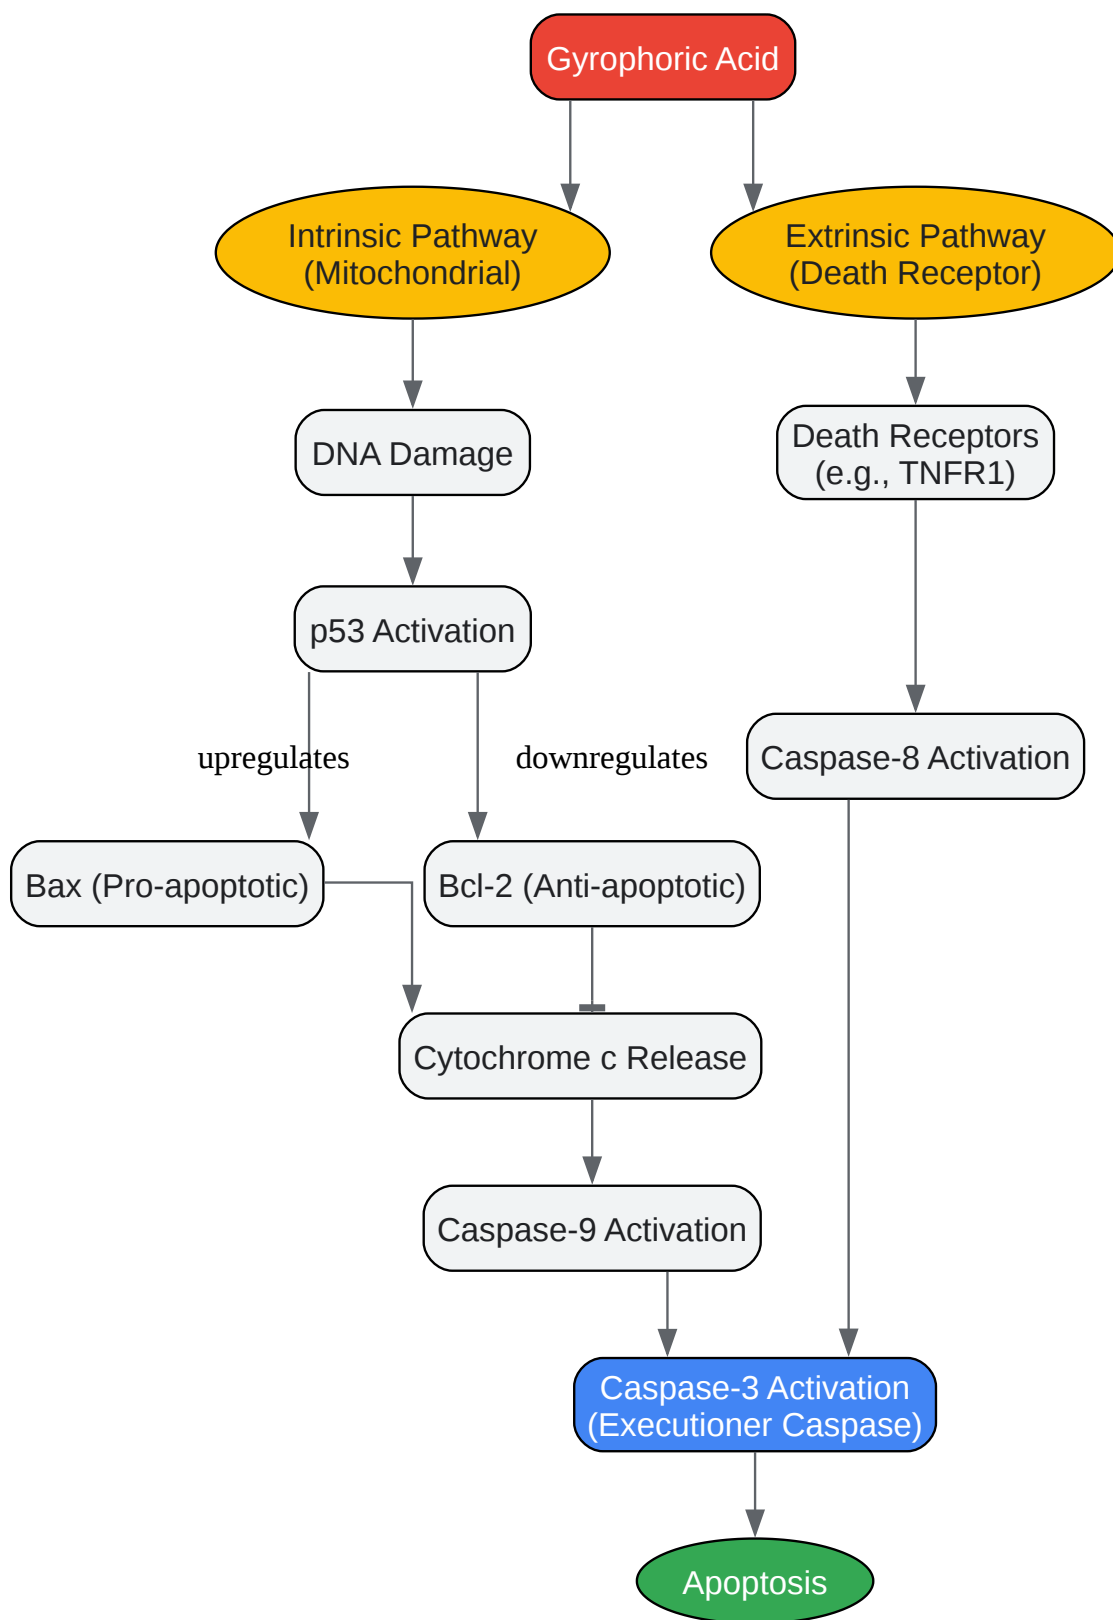 Gyrophoric Acid
Intrinsic Pathway
(Mitochondrial)
Extrinsic Pathway
(Death Receptor)
DNA Damage
Death Receptors
(e.g., TNFR1)
p53 Activation
upregulates
downregulates
Caspase-8 Activation
Bax (Pro-apoptotic)
Bcl-2 (Anti-apoptotic)
Cytochrome c Release
Caspase-9 Activation
Caspase-3 Activation
(Executioner Caspase)
Apoptosis